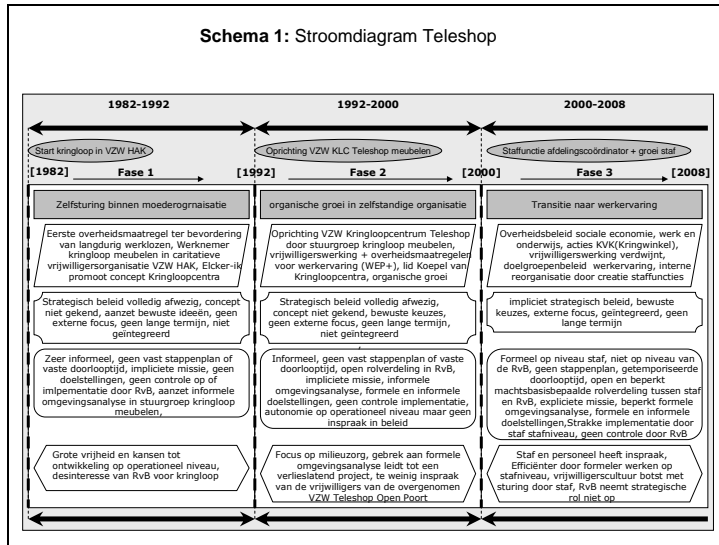 Schema 1: Stroomdiagram Teleshop
1982-1992
1992-2000
2000-2008
Start kringloop in VZW HAK
Oprichting VZW KLC Teleshop meubelen
Staffunctie afdelingscoördinator + groei staf
[1982]
Fase 1
[1992]
Fase 2
[2000]
Fase 3
[2008]
Zelfsturing binnen moederogrnaisatie
organische groei in zelfstandige organisatie
Transitie naar werkervaring
Eerste overheidsmaatregel ter bevordering
van langdurig werklozen, Werknemer
kringloop meubelen in caritatieve
vrijwilligersorganisatie VZW HAK, Elcker-ik
promoot concept Kringloopcentra
Oprichting VZW Kringloopcentrum Teleshop
door stuurgroep kringloop meubelen,
vrijwilligerswerking + overheidsmaatregelen
voor werkervaring (WEP+), lid Koepel van
Kringloopcentra, organische groei
Overheidsbeleid sociale economie, werk en
onderwijs, acties KVK(Kringwinkel),
vrijwilligerswerking verdwijnt,
doelgroepenbeleid werkervaring, interne
reorganisatie door creatie staffuncties
Strategisch beleid volledig afwezig, concept
niet gekend, aanzet bewuste ideeën, geen
externe focus, geen lange termijn, niet
geïntegreerd
Strategisch beleid volledig afwezig,
concept niet gekend, bewuste keuzes,
geen externe focus, geen lange termijn,
niet geïntegreerd
impliciet strategisch beleid, bewuste
keuzes, externe focus, geïntegreerd, geen
lange termijn
Zeer informeel, geen vast stappenplan of
vaste doorlooptijd, impliciete missie, geen
doelstellingen, geen controle op of
imlpementatie door RvB, aanzet informele
omgevingsanalyse in stuurgroep kringloop
meubelen,
Informeel, geen vast stappenplan of vaste
doorlooptijd, open rolverdeling in RvB,
impliciete missie, informele
omgevingsanalyse, formele en informele
doelstellingen, geen controle implementatie,
autonomie op operationeel niveau maar geen
inspraak in beleid
Formeel op niveau staf, niet op niveau van
de RvB, geen stappenplan, getemporiseerde
doorlooptijd, open en beperkt
machtsbasisbepaalde rolverdeling tussen staf
en RvB, expliciete missie, beperkt formele
omgevingsanalyse, formele en informele
doelstellingen,Strakke implementatie door
staf stafniveau, geen controle door RvB
Grote vrijheid en kansen tot
ontwikkeling op operationeel niveau,
desinteresse van RvB voor kringloop
Focus op milieuzorg, gebrek aan formele
omgevingsanalyse leidt tot een
verlieslatend project, te weinig inspraak
van de vrijwilligers van de overgenomen
VZW Teleshop Open Poort
Staf en personeel heeft inspraak,
Efficiënter door formeler werken op
stafniveau, vrijwilligerscultuur botst met
sturing door staf, RvB neemt strategische
rol niet op